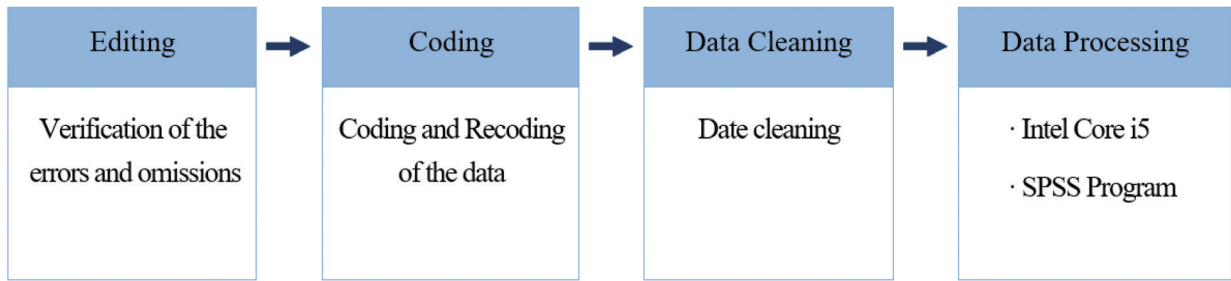 Editing
Verification of the
errors and omissions
Coding
Coding and Recoding
of the data
Data Cleaning
Date cleaning
Data Processing
· Intel Core i5
· SPSS Program